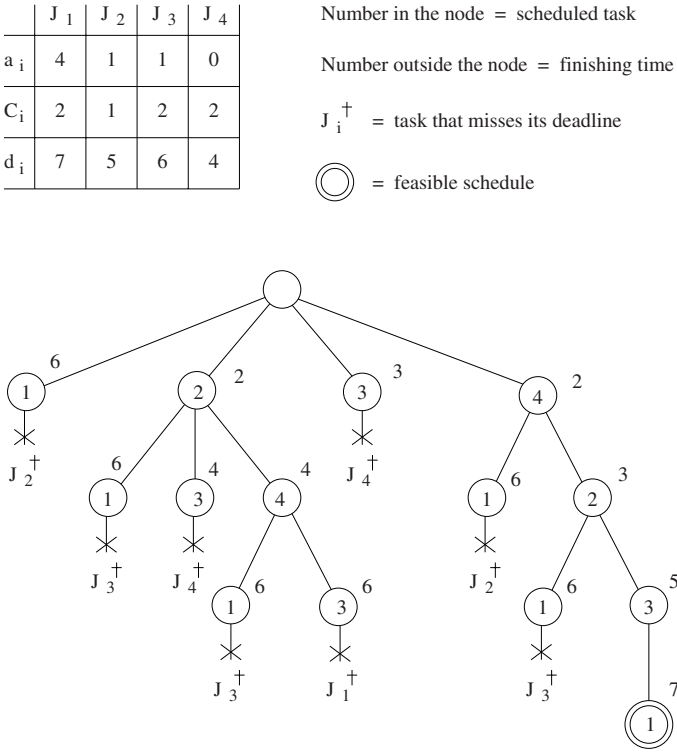 J 1 J 2 J 3 J 4
a i 4 1 1 0
C i 2 1 2 2
d i 7 5 6 4
Number in the node = scheduled task
Number outside the node = finishing time
J i † = task that misses its deadline
= feasible schedule
6
2
3
2
1
2
3
4
J 2 †
J 4 †
6
4
4
6
3
1
3
4
1
2
J 3 †
J 4 †
J 2 †
6
6
6
5
1
3
1
3
J 3 †
J 1 †
J 3 †
7
1